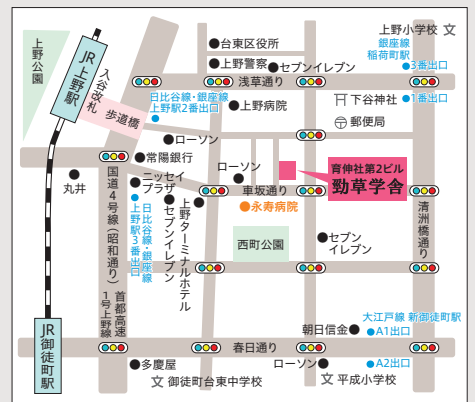 上野小学校 文
台東区役所
銀座線
稲荷町駅
上野公園
JR上野駅
上野警察
セブンイレブン
3番出口
浅草通り
入谷改札
日比谷線・銀座線
上野駅2番出口
上野病院
下谷神社
1番出口
歩道橋
郵便局
ローソン
常陽銀行
ローソン
育伸社第2ビル
勁草学舎
丸井
ニッセイ
プラザ
車坂通り
永寿病院
国道4号線(昭和通り)
日比谷線・銀座線
上野駅3番出口
セブンイレブン
上野ターミナルホテル
清洲橋通り
西町公園
セブン
イレブン
首都高速
1号上野線
大江戸線 新御徒町駅
JR御徒町駅
朝日信金
A1出口
春日通り
多慶屋
ローソン
A2出口
文 御徒町台東中学校
文 平成小学校